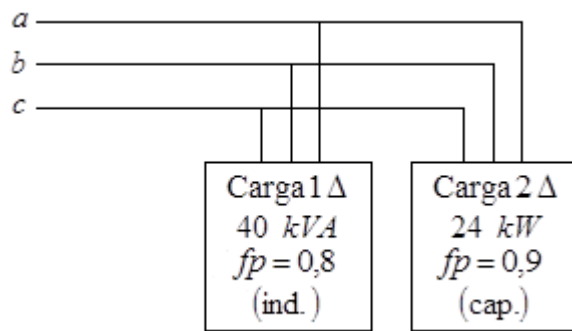 a
b
c
Carga 1 Δ
40 kVA
fp = 0,8
(ind.)
Carga 2 Δ
24 kW
fp = 0,9
(cap.)